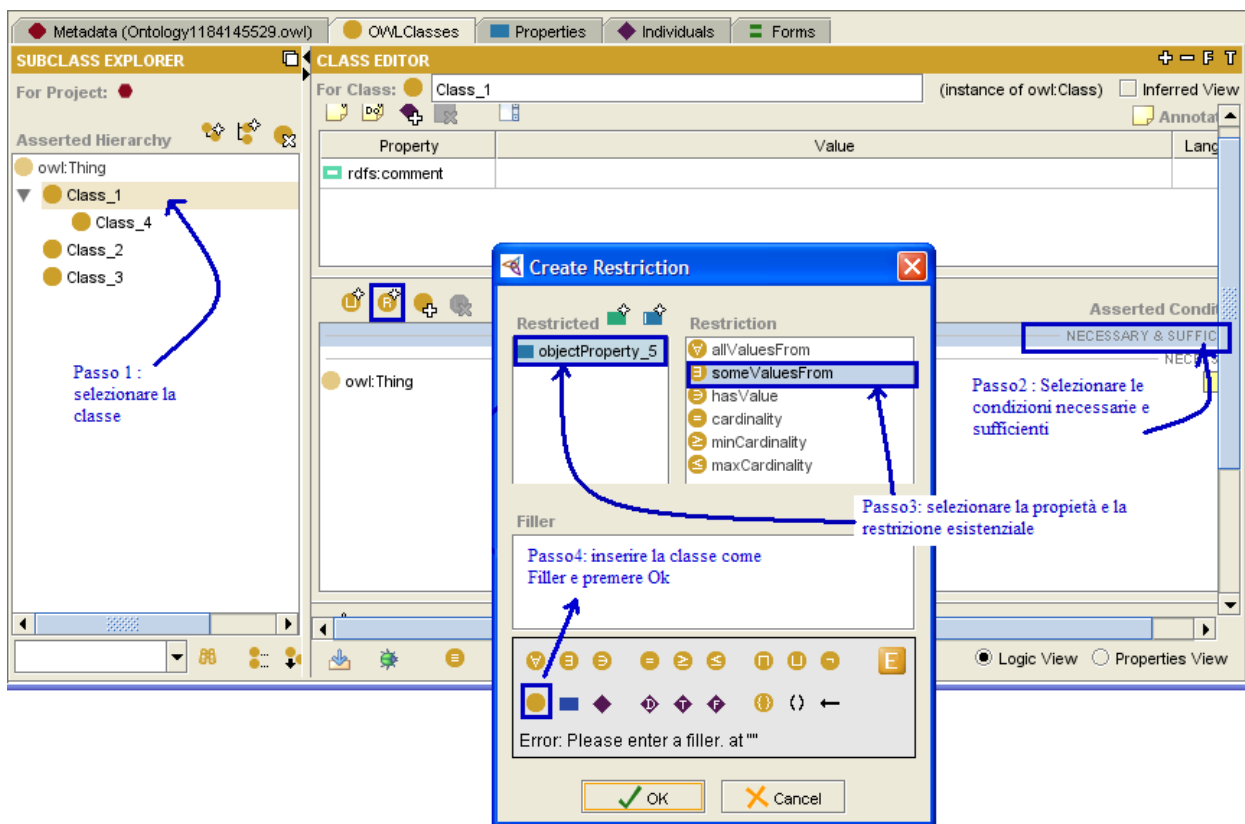 Metadata (Ontology1184145529.owl)
OWLClasses
Properties
Individuals
Forms
SUBCLASS EXPLORER
CLASS EDITOR
F T
For Project:
For Class:
Class_1
(instance of owl:Class)
Inferred View
Asserted Hierarchy
Annotat
Property
Value
Lang
owl:Thing
rdfs:comment
Class_1
Class_4
Class_2
Class_3
Create Restriction
Asserted Condit
Restricted
Restriction
NECESSARY & SUFFIC
NECES
objectProperty_5
allValuesFrom
someValuesFrom
hasValue
cardinality
minCardinality
maxCardinality
owl:Thing
Passo 1 :
selezionare la
classe
Passo2 : Selezionare le
condizioni necessarie e
sufficienti
Passo3: selezionare la propietà e la
restrizione esistenziale
Filler
Passo4: inserire la classe come
Filler e premere Ok
Error: Please enter a filler. at ""
OK
Cancel
Logic View
Properties View